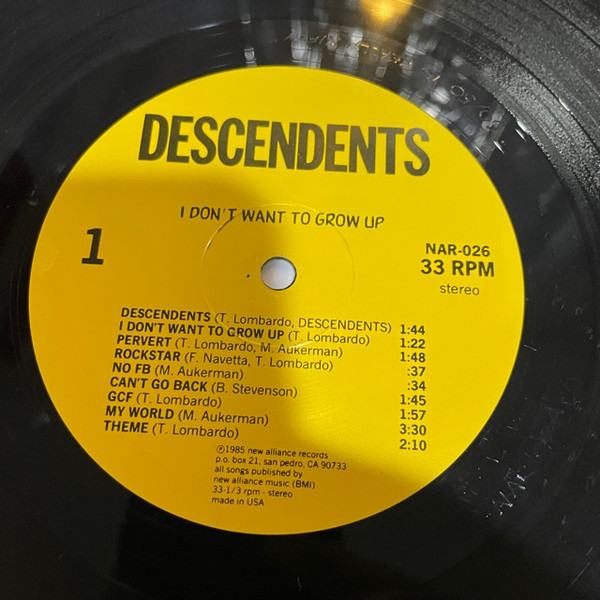 DESCENDENTS
I DON'T WANT TO GROW UP
1
NAR-026
33 RPM
stereo
DESCENDENTS (T. Lombardo, DESCENDENTS) 1:44
I DON'T WANT TO GROW UP (T. Lombardo) 1:22
PERVERT (T. Lombardo, M. Aukerman) 1:48
ROCKSTAR (F. Navetta, T. Lombardo) :37
NO FB (M. Aukerman) :34
CAN'T GO BACK (B. Stevenson) 1:45
GCF (T. Lombardo) 1:57
MY WORLD (M. Aukerman) 3:30
THEME (T. Lombardo) 2:10
℗1985 new alliance records
p.o. box 21, san pedro, CA 90733
all songs published by
new alliance music (BMI)
33-1/3 rpm - stereo
made in USA